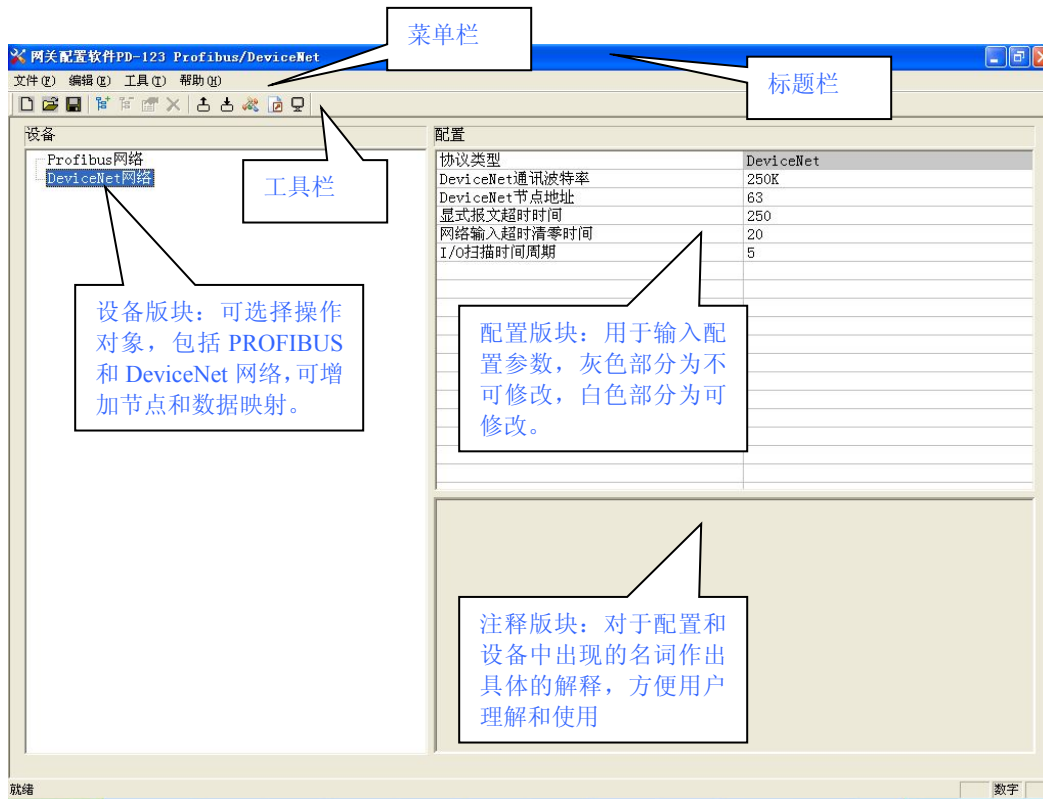 菜单栏
网关配置软件PD-123 Profibus/DeviceNet
标题栏
文件(F) 编辑(E) 工具(T) 帮助(H)
设备
Profibus网络
DeviceNet网络
工具栏
设备版块：可选择操作
对象，包括 PROFIBUS
和 DeviceNet 网络，可增
加节点和数据映射。
配置
协议类型 DeviceNet
DeviceNet通讯波特率 250K
DeviceNet节点地址 63
显式报文超时时间 250
网络输入超时清零时间 20
I/O扫描时间周期 5
配置版块：用于输入配
置参数，灰色部分为不
可修改，白色部分为可
修改。
注释版块：对于配置和
设备中出现的名词作出
具体的解释，方便用户
理解和使用
就绪 数字